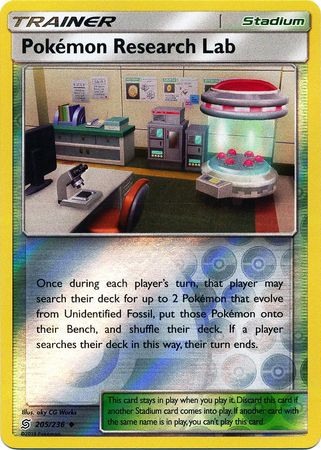 TRAINER
Stadium
Pokémon Research Lab
Once during each player's turn, that player may
search their deck for up to 2 Pokémon that evolve
from Unidentified Fossil, put those Pokémon onto
their Bench, and shuffle their deck. If a player
searches their deck in this way, their turn ends.
Illus. oky CG Works
205/236
©2019 Pokémon
This card stays in play when you play it. Discard this card if
another Stadium card comes into play. If another card with
the same name is in play, you can't play this card.